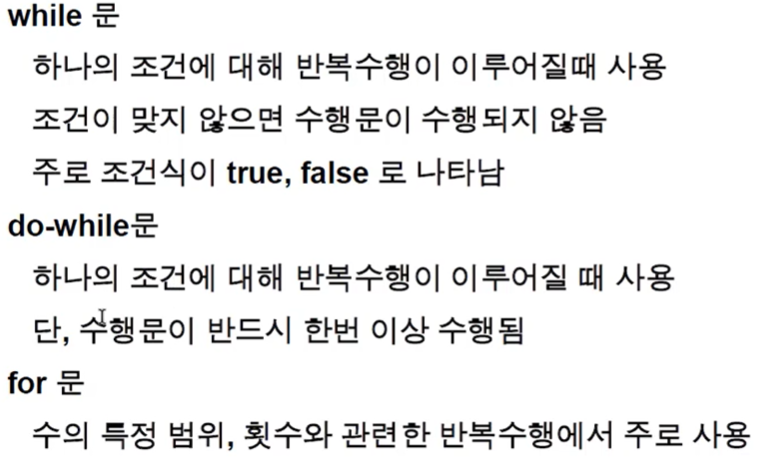 while 문
하나의 조건에 대해 반복수행이 이루어질때 사용
조건이 맞지 않으면 수행문이 수행되지 않음
주로 조건식이 true, false 로 나타남
do-while문
하나의 조건에 대해 반복수행이 이루어질 때 사용
단, 수행문이 반드시 한번 이상 수행됨
for 문
수의 특정 범위, 횟수와 관련한 반복수행에서 주로 사용